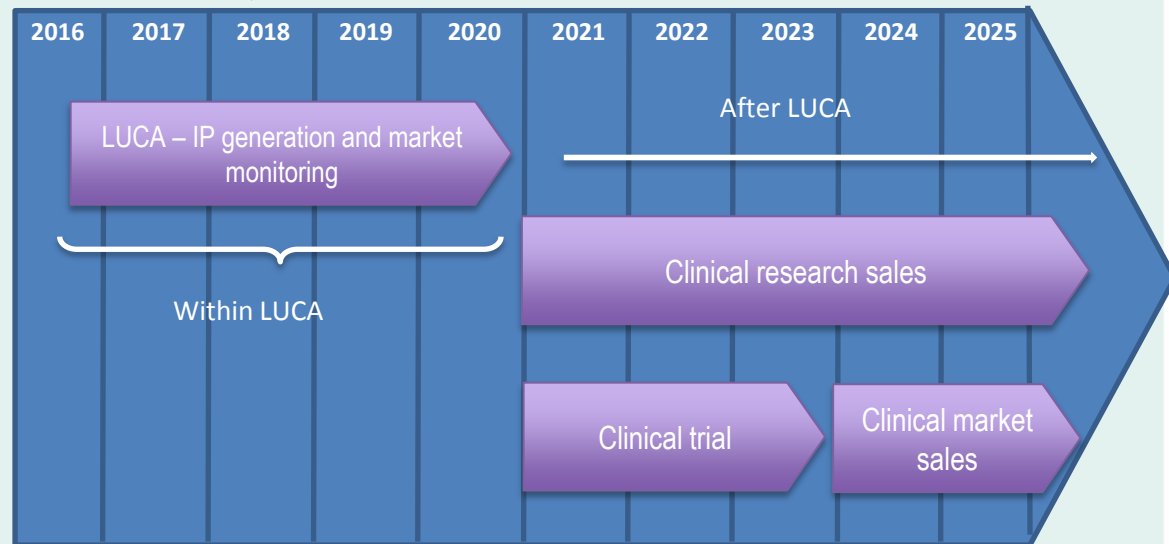 2016 2017 2018 2019 2020 2021 2022 2023 2024 2025
LUCA – IP generation and market
monitoring
After LUCA
Within LUCA
Clinical research sales
Clinical trial
Clinical market
sales